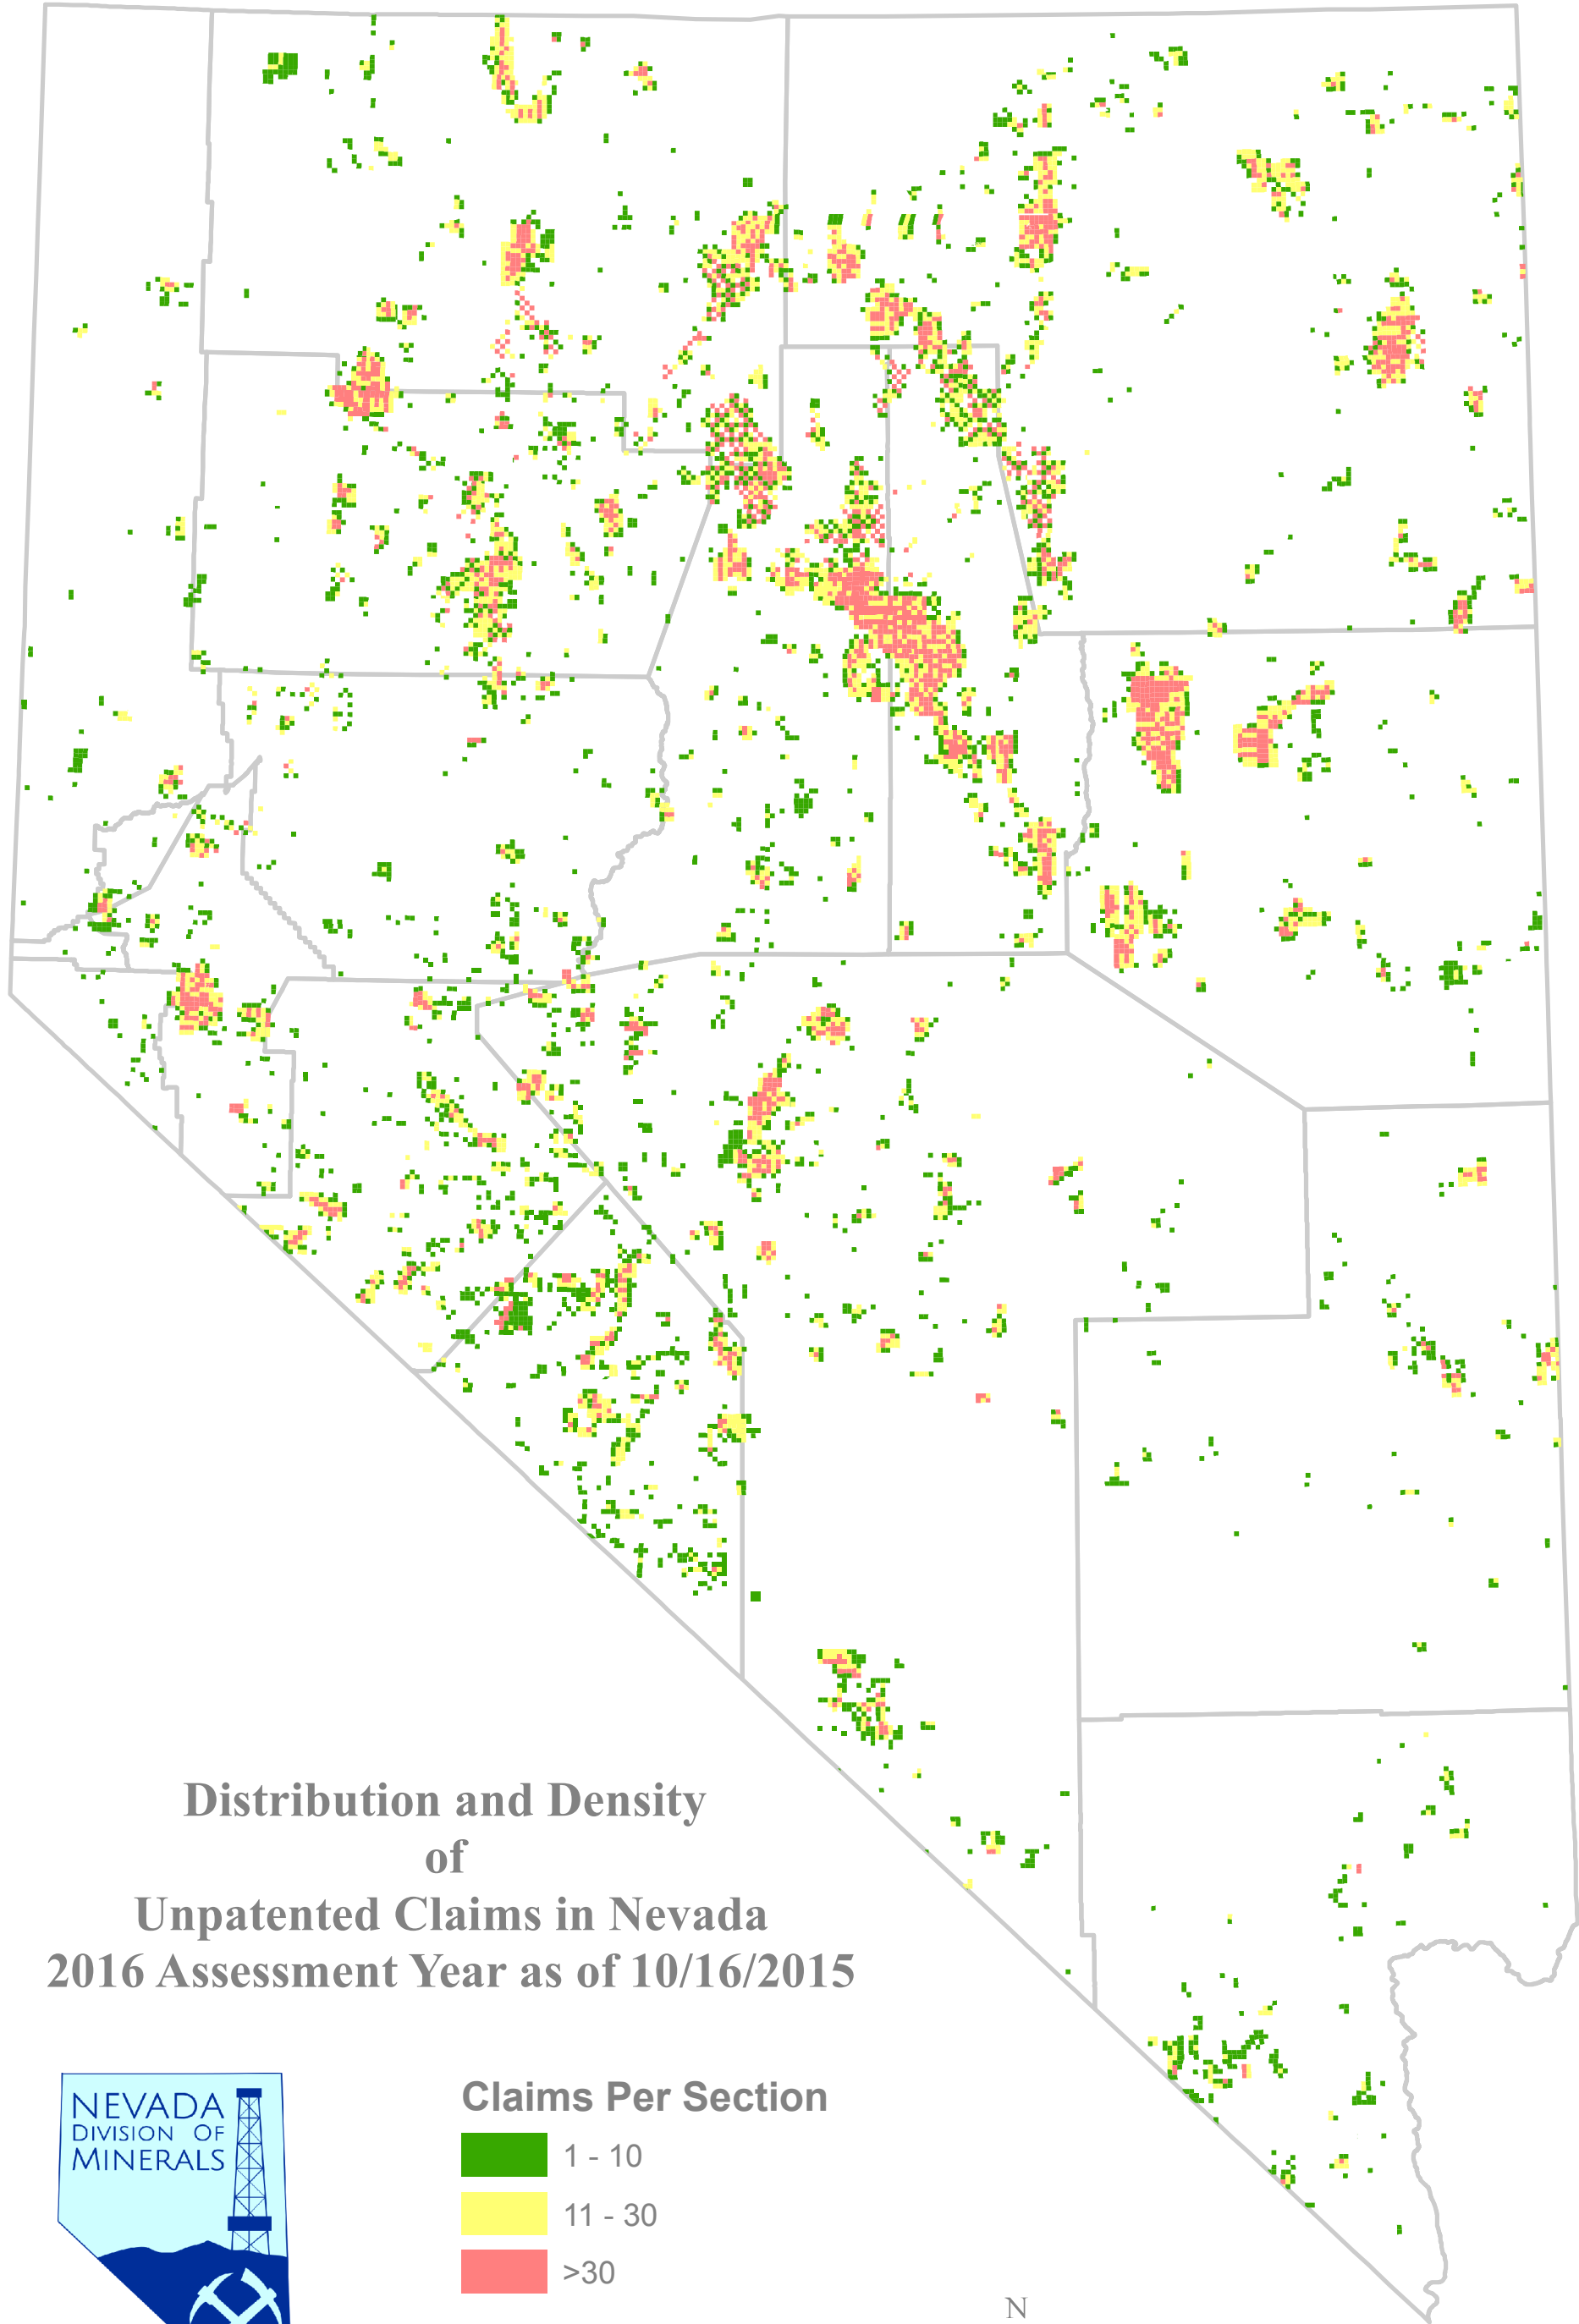 Distribution and Density
of
Unpatented Claims in Nevada
2016 Assessment Year as of 10/16/2015
NEVADA
DIVISION OF
MINERALS
Claims Per Section
1 - 10
11 - 30
>30
N